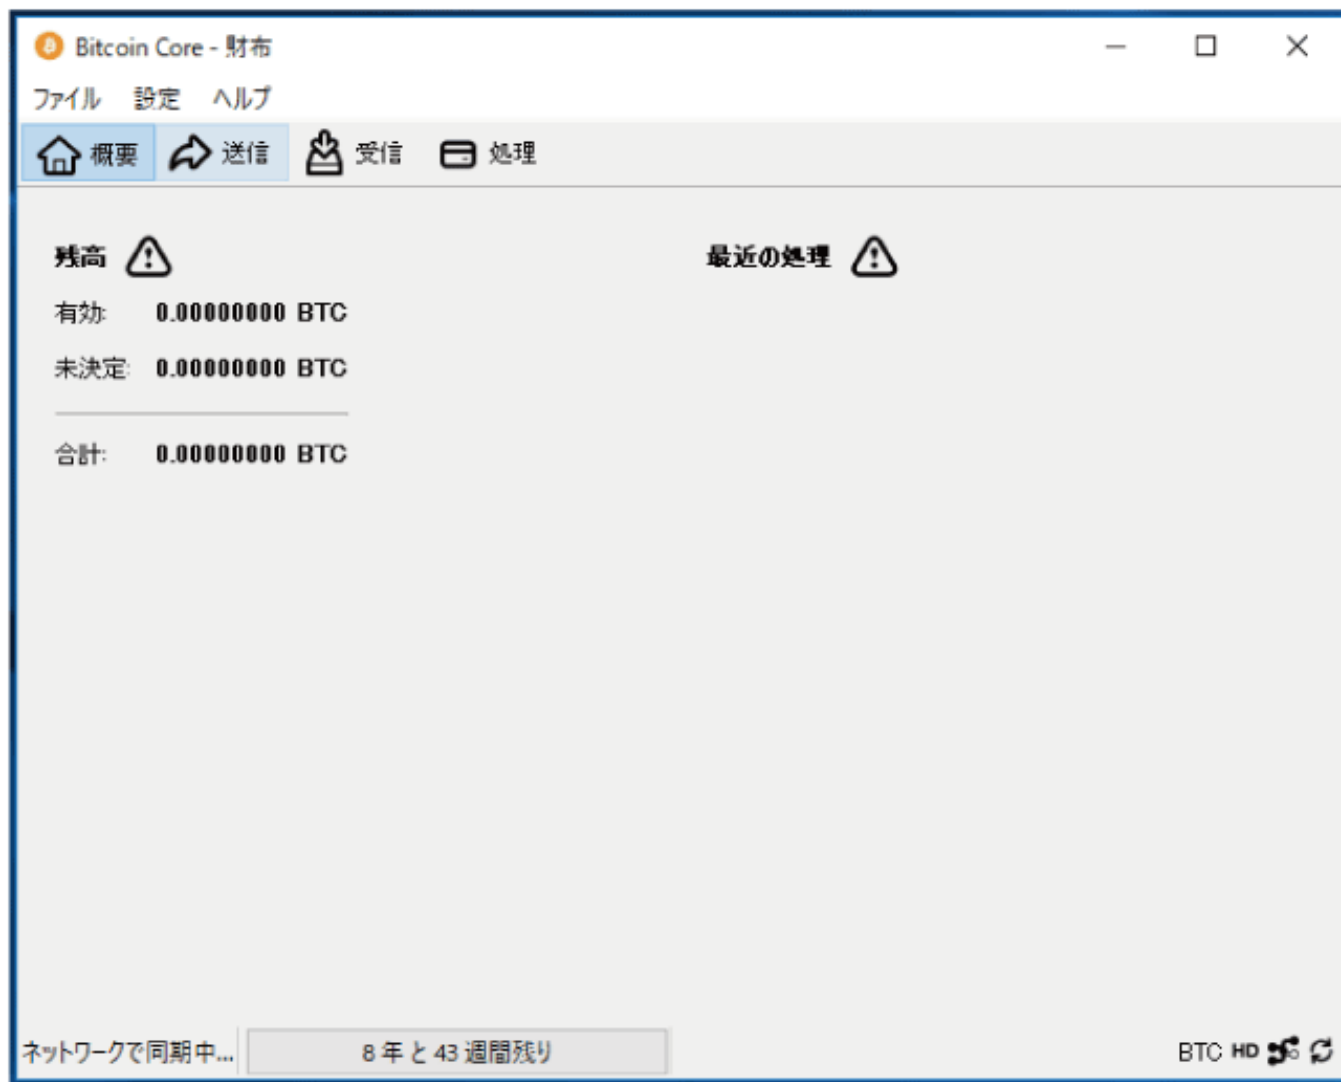 Bitcoin Core - 財布
ファイル 設定 ヘルプ
概要 送信 受信 処理
残高 最近の処理
有効: 0.00000000 BTC
未決定: 0.00000000 BTC
合計: 0.00000000 BTC
ネットワークで同期中... 8 年 と 43 週間残り BTC HD